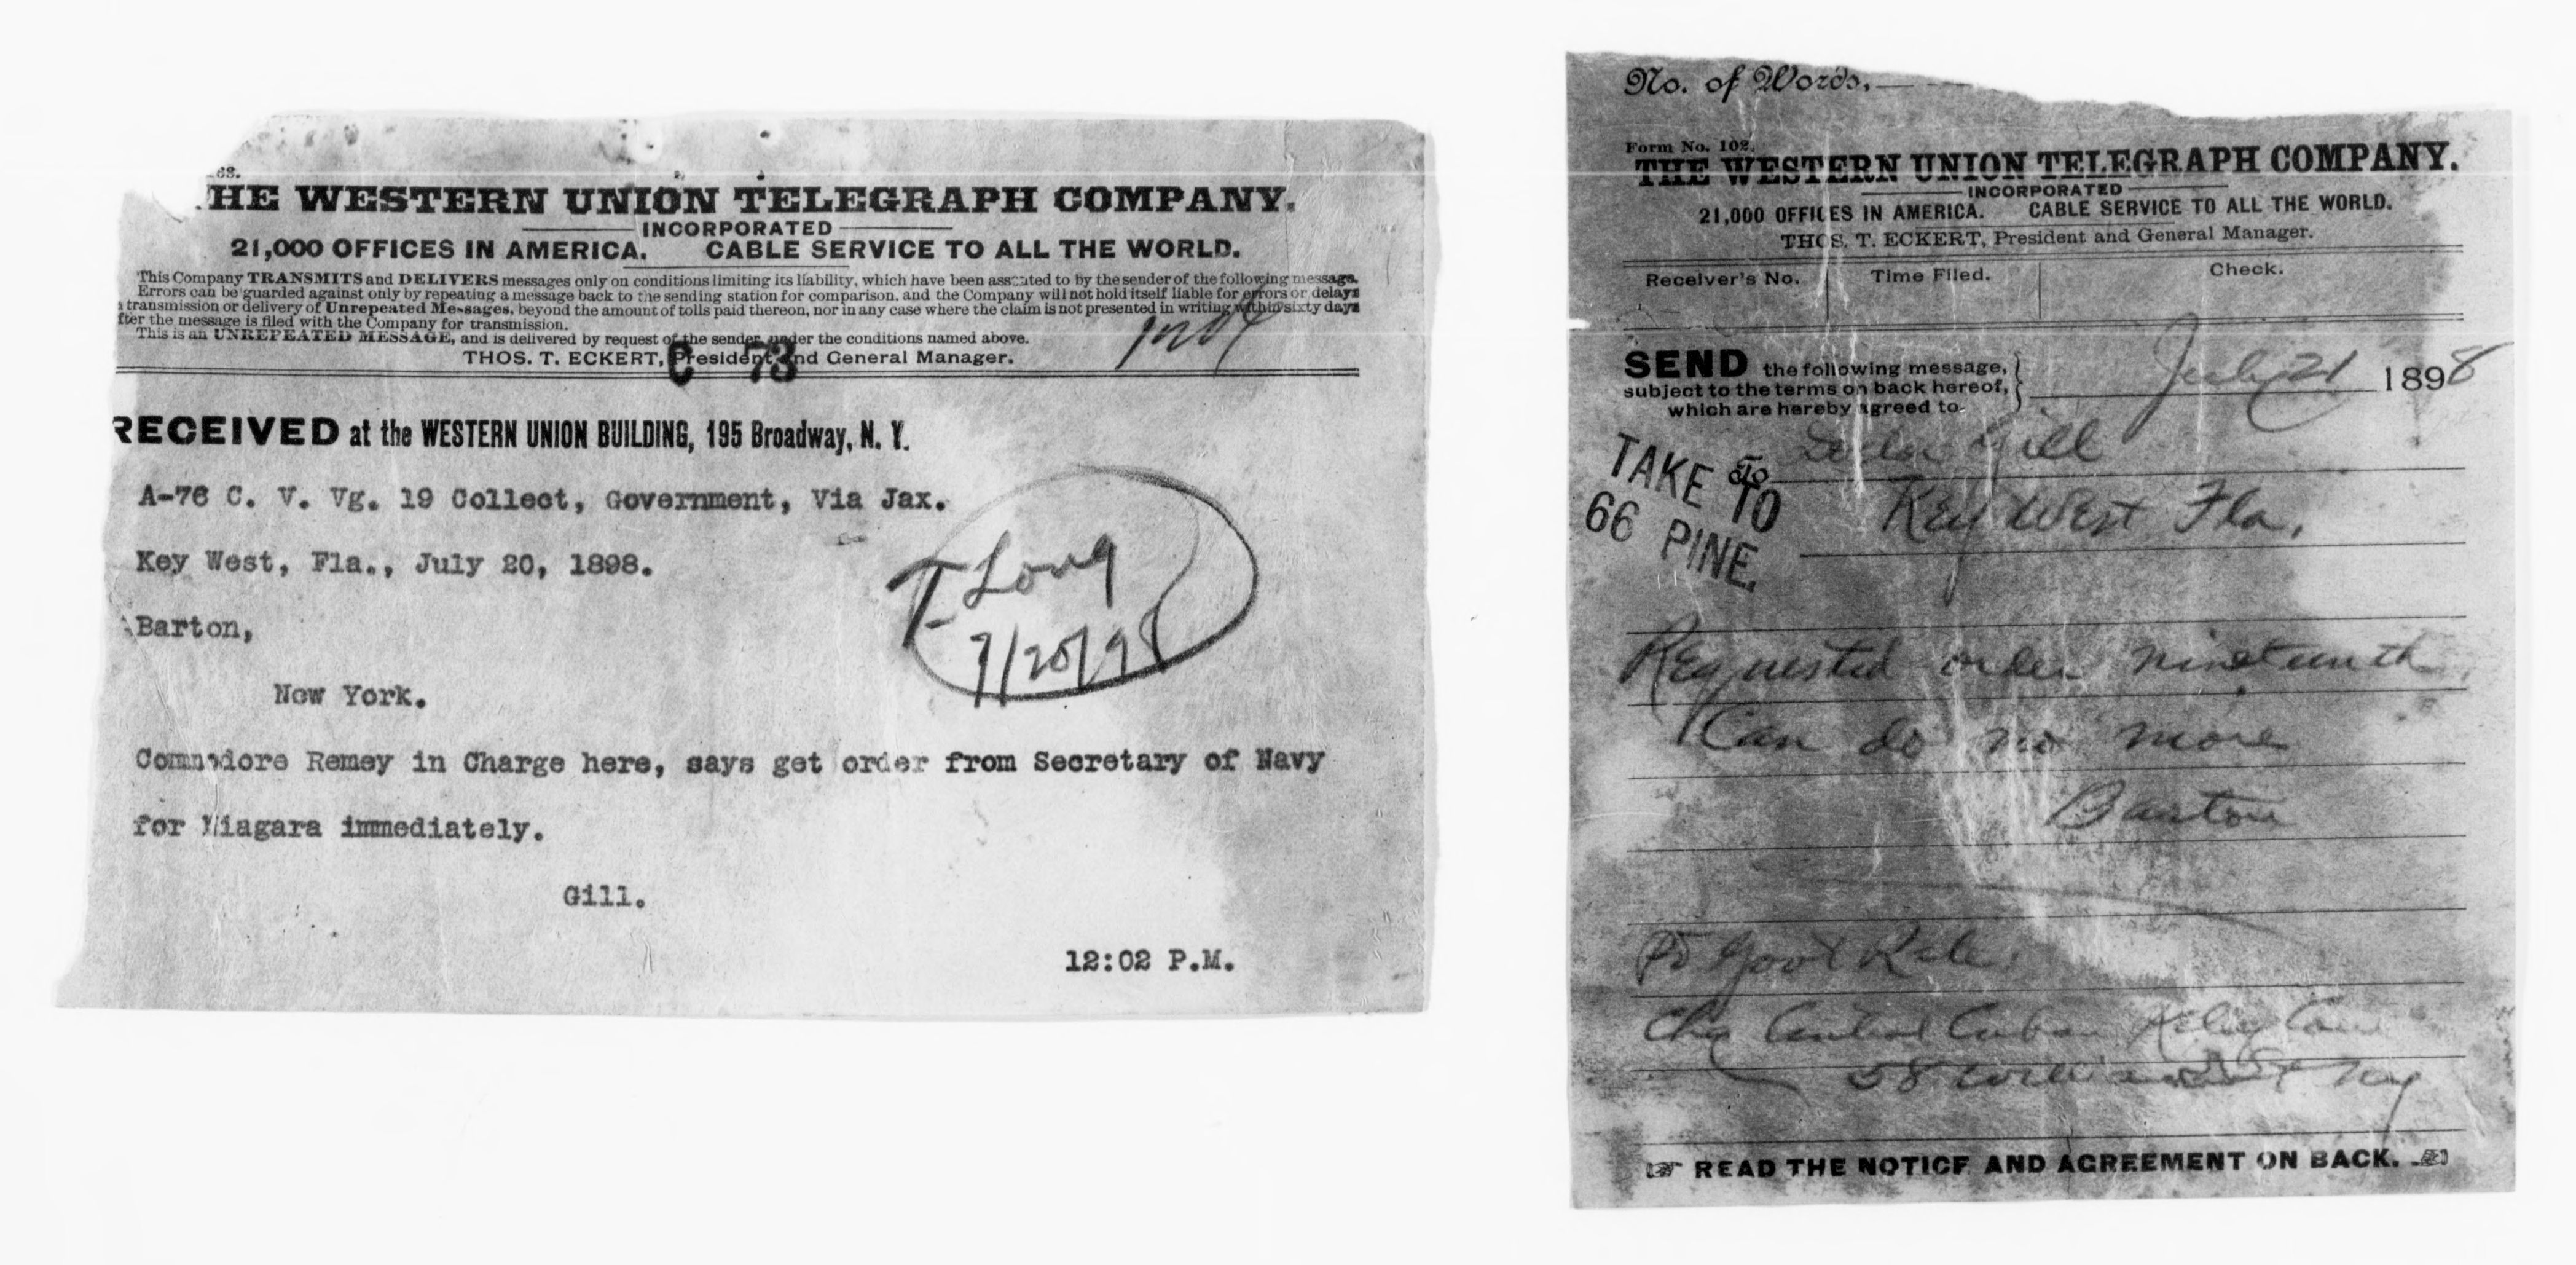 63.
HE WESTERN UNION TELEGRAPH COMPANY.
INCORPORATED
21,000 OFFICES IN AMERICA. CABLE SERVICE TO ALL THE WORLD.
This Company TRANSMITS and DELIVERS messages only on conditions limiting its liability, which have been assented to by the sender of the following message.
Errors can be guarded against only by repeating a message back to the sending station for comparison, and the Company will not hold itself liable for errors or delays
transmission or delivery of Unrepeated Messages, beyond the amount of tolls paid thereon, nor in any case where the claim is not presented in writing within sixty days
fter the message is filed with the Company for transmission.
This is an UNREPEATED MESSAGE, and is delivered by request of the sender, under the conditions named above.
THOS. T. ECKERT, President and General Manager.
C 73
RECEIVED at the WESTERN UNION BUILDING, 195 Broadway, N. Y.
A-76 C. V. Vg. 19 Collect, Government, Via Jax.
Key West, Fla., July 20, 1898.
T- Long
7/20/98
Barton,
New York.
Commodore Remey in Charge here, says get order from Secretary of Navy
for Niagara immediately.
Gill.
12:02 P.M.
No. of Words.
Form No. 102.
THE WESTERN UNION TELEGRAPH COMPANY.
INCORPORATED
21,000 OFFICES IN AMERICA. CABLE SERVICE TO ALL THE WORLD.
THOS. T. ECKERT, President and General Manager.
Receiver's No. Time Filed. Check.
SEND the following message, subject to the terms on back hereof, which are hereby agreed to
July 21 1898
To Gill
TAKE TO
66 PINE.
Key West Fla.
Requested order nineteenth
Can do no more
Barton
Pd Govt Rate.
Chg Central Cuban Relief Com
58 William St NY
READ THE NOTICE AND AGREEMENT ON BACK.